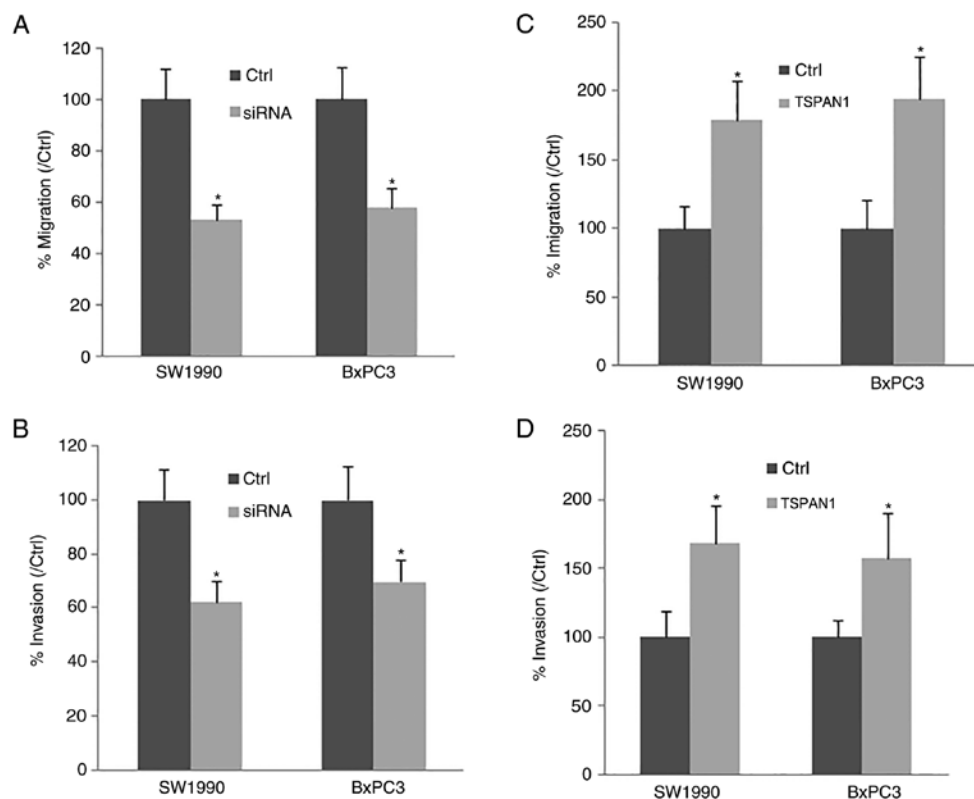 A
120
100
80
60
40
20
0
% Migration (/Ctrl)
Ctrl
siRNA
*
*
SW1990
BxPC3
C
250
200
150
100
50
0
% Imigration (/Ctrl)
Ctrl
TSPAN1
*
*
SW1990
BxPC3
B
120
100
80
60
40
20
0
% Invasion (/Ctrl)
Ctrl
siRNA
*
*
SW1990
BxPC3
D
250
200
150
100
50
0
% Invasion (/Ctrl)
Ctrl
TSPAN1
*
*
SW1990
BxPC3